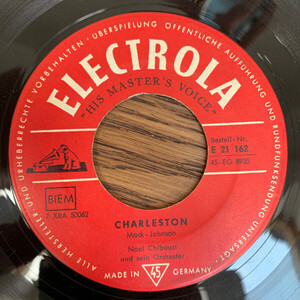 ELECTROLA
"HIS MASTER'S VOICE"
Bestell-Nr.
E 21 162
45-EG 8935
BIEM
7 XRA 50062
CHARLESTON
Mack - Johnson
Noel Chiboust
und sein Orchester
MADE IN 45 GERMANY
ALLE HERSTELLER- UND URHEBERRECHTE VORBEHALTEN · ÜBERSPIELUNG · ÖFFENTLICHE AUFFÜHRUNG UND RUNDFUNKSENDUNG UNTERSAGT